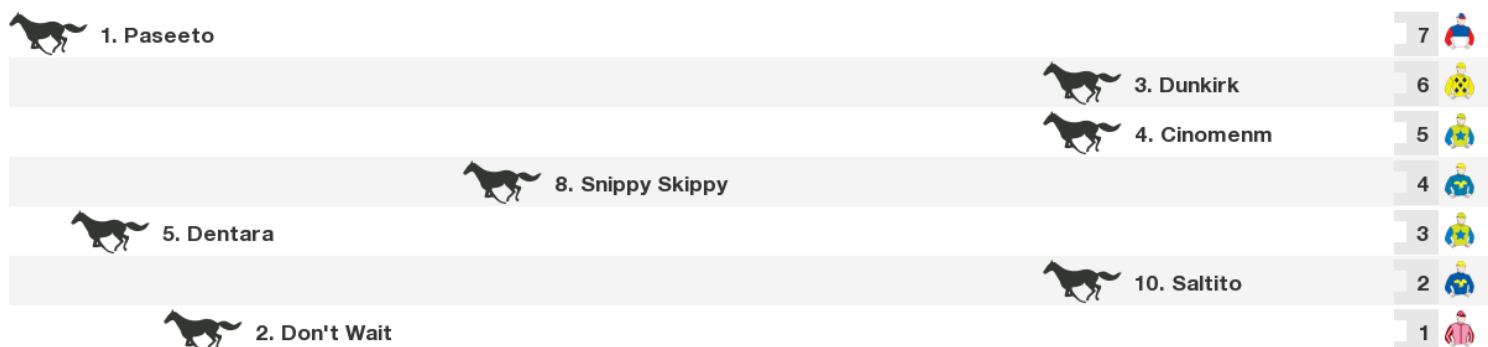 1. Paseeto 7
3. Dunkirk 6
4. Cinomenm 5
8. Snippy Skippy 4
5. Dentara 3
10. Saltito 2
2. Don't Wait 1